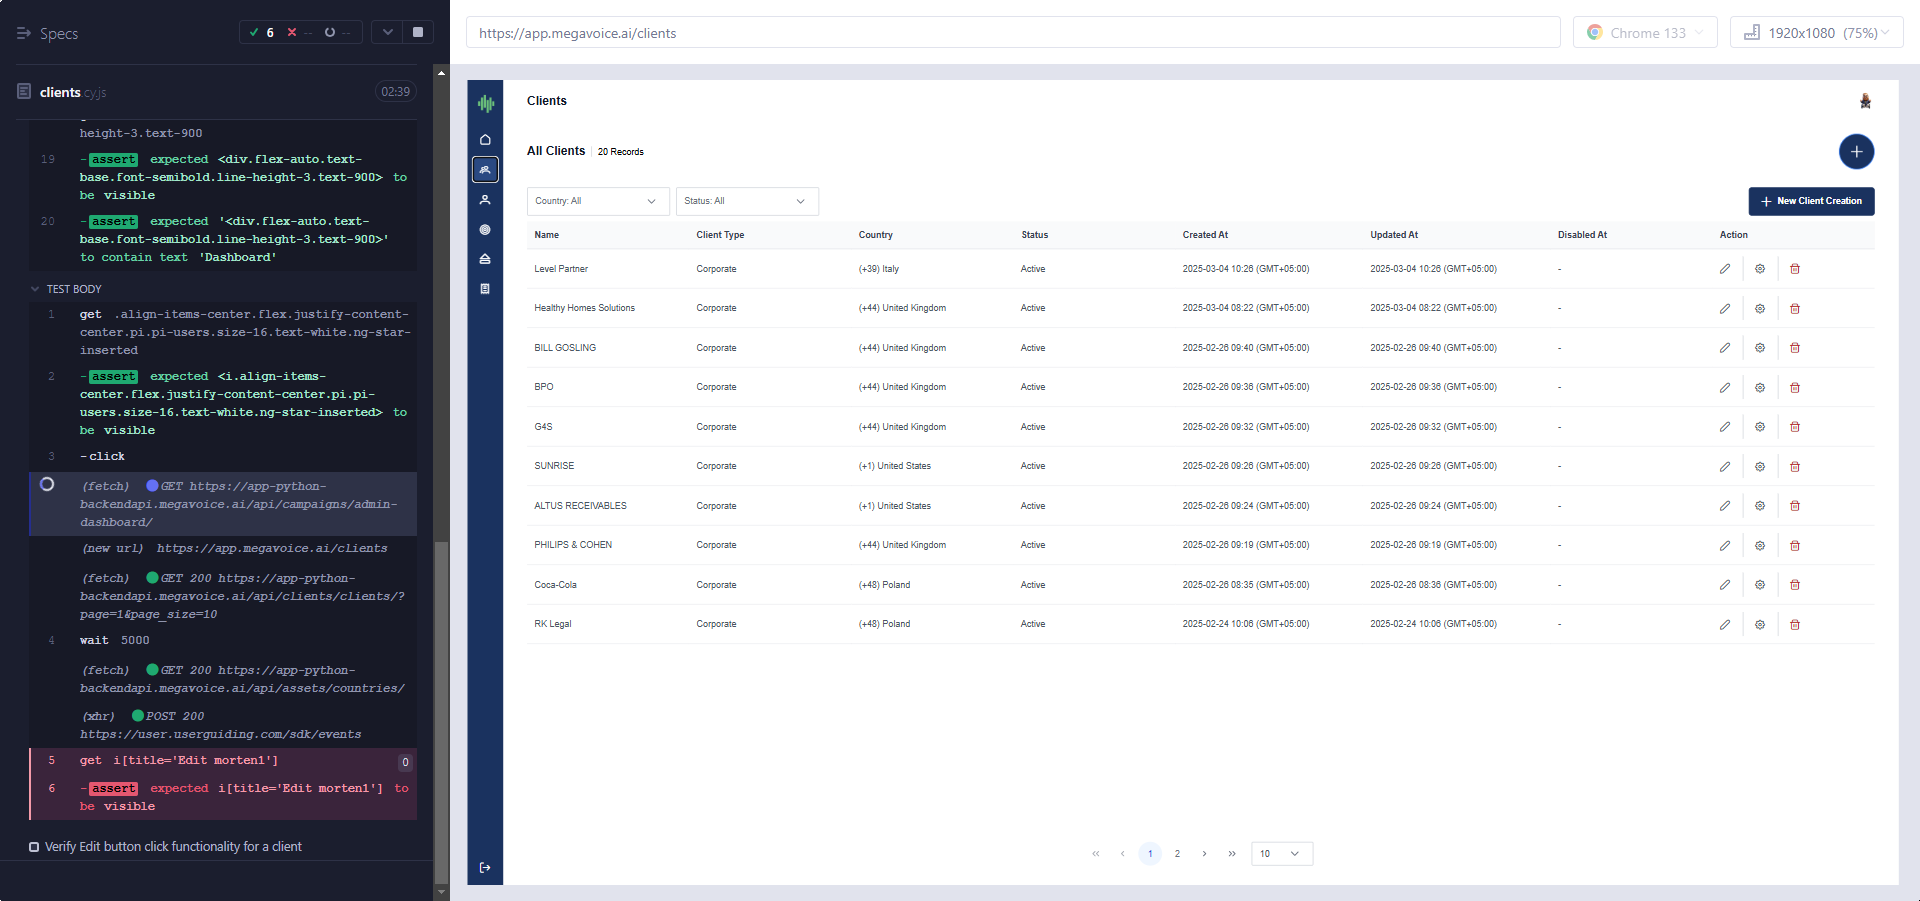 Specs
6
--
--
https://app.megavoice.ai/clients
Chrome 133
1920x1080 (75%)
clients cy.js
02:39
height-3.text-900
19 -assert expected <div.flex-auto.text-
base.font-semibold.line-height-3.text-900> to
be visible
20 -assert expected '<div.flex-auto.text-
base.font-semibold.line-height-3.text-900>'
to contain text 'Dashboard'
TEST BODY
1 get .align-items-center.flex.justify-content-
center.pi.pi-users.size-16.text-white.ng-star-
inserted
2 -assert expected <i.align-items-
center.flex.justify-content-center.pi.pi-
users.size-16.text-white.ng-star-inserted> to
be visible
3 -click
(fetch) GET https://app-python-
backendapi.megavoice.ai/api/campaigns/admin-
dashboard/
(new url) https://app.megavoice.ai/clients
(fetch) GET 200 https://app-python-
backendapi.megavoice.ai/api/clients/clients/?
page=1&page_size=10
4 wait 5000
(fetch) GET 200 https://app-python-
backendapi.megavoice.ai/api/assets/countries/
(xhr) POST 200
https://user.userguiding.com/sdk/events
5 get i[title='Edit morten1'] 0
6 -assert expected i[title='Edit morten1'] to
be visible
Verify Edit button click functionality for a client
Clients
All Clients 20 Records
Country: All
Status: All
New Client Creation
Name Client Type Country Status Created At Updated At Disabled At Action
Level Partner Corporate (+39) Italy Active 2025-03-04 10:26 (GMT+05:00) 2025-03-04 10:26 (GMT+05:00) -
Healthy Homes Solutions Corporate (+44) United Kingdom Active 2025-03-04 08:22 (GMT+05:00) 2025-03-04 08:22 (GMT+05:00) -
BILL GOSLING Corporate (+44) United Kingdom Active 2025-02-26 09:40 (GMT+05:00) 2025-02-26 09:40 (GMT+05:00) -
BPO Corporate (+44) United Kingdom Active 2025-02-26 09:36 (GMT+05:00) 2025-02-26 09:36 (GMT+05:00) -
G4S Corporate (+44) United Kingdom Active 2025-02-26 09:32 (GMT+05:00) 2025-02-26 09:32 (GMT+05:00) -
SUNRISE Corporate (+1) United States Active 2025-02-26 09:26 (GMT+05:00) 2025-02-26 09:26 (GMT+05:00) -
ALTUS RECEIVABLES Corporate (+1) United States Active 2025-02-26 09:24 (GMT+05:00) 2025-02-26 09:24 (GMT+05:00) -
PHILIPS & COHEN Corporate (+44) United Kingdom Active 2025-02-26 09:19 (GMT+05:00) 2025-02-26 09:19 (GMT+05:00) -
Coca-Cola Corporate (+48) Poland Active 2025-02-26 08:35 (GMT+05:00) 2025-02-26 08:36 (GMT+05:00) -
RK Legal Corporate (+48) Poland Active 2025-02-24 10:06 (GMT+05:00) 2025-02-24 10:06 (GMT+05:00) -
« ‹ 1 2 › » 10